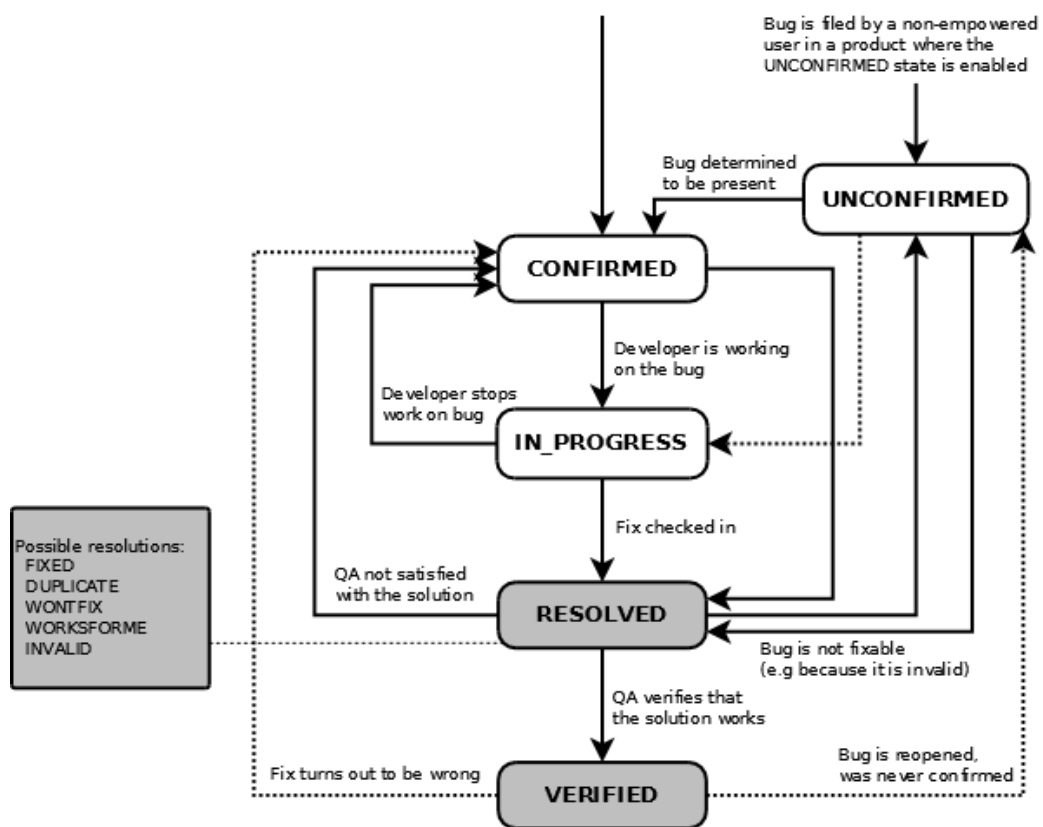 Bug is filed by a non-empowered
user in a product where the
UNCONFIRMED state is enabled
Bug determined
to be present
UNCONFIRMED
CONFIRMED
Developer is working
on the bug
Developer stops
work on bug
IN_PROGRESS
Fix checked in
Possible resolutions:
FIXED
DUPLICATE
WONTFIX
WORKSFORME
INVALID
QA not satisfied
with the solution
RESOLVED
Bug is not fixable
(e.g because it is invalid)
QA verifies that
the solution works
Fix turns out to be wrong
VERIFIED
Bug is reopened,
was never confirmed